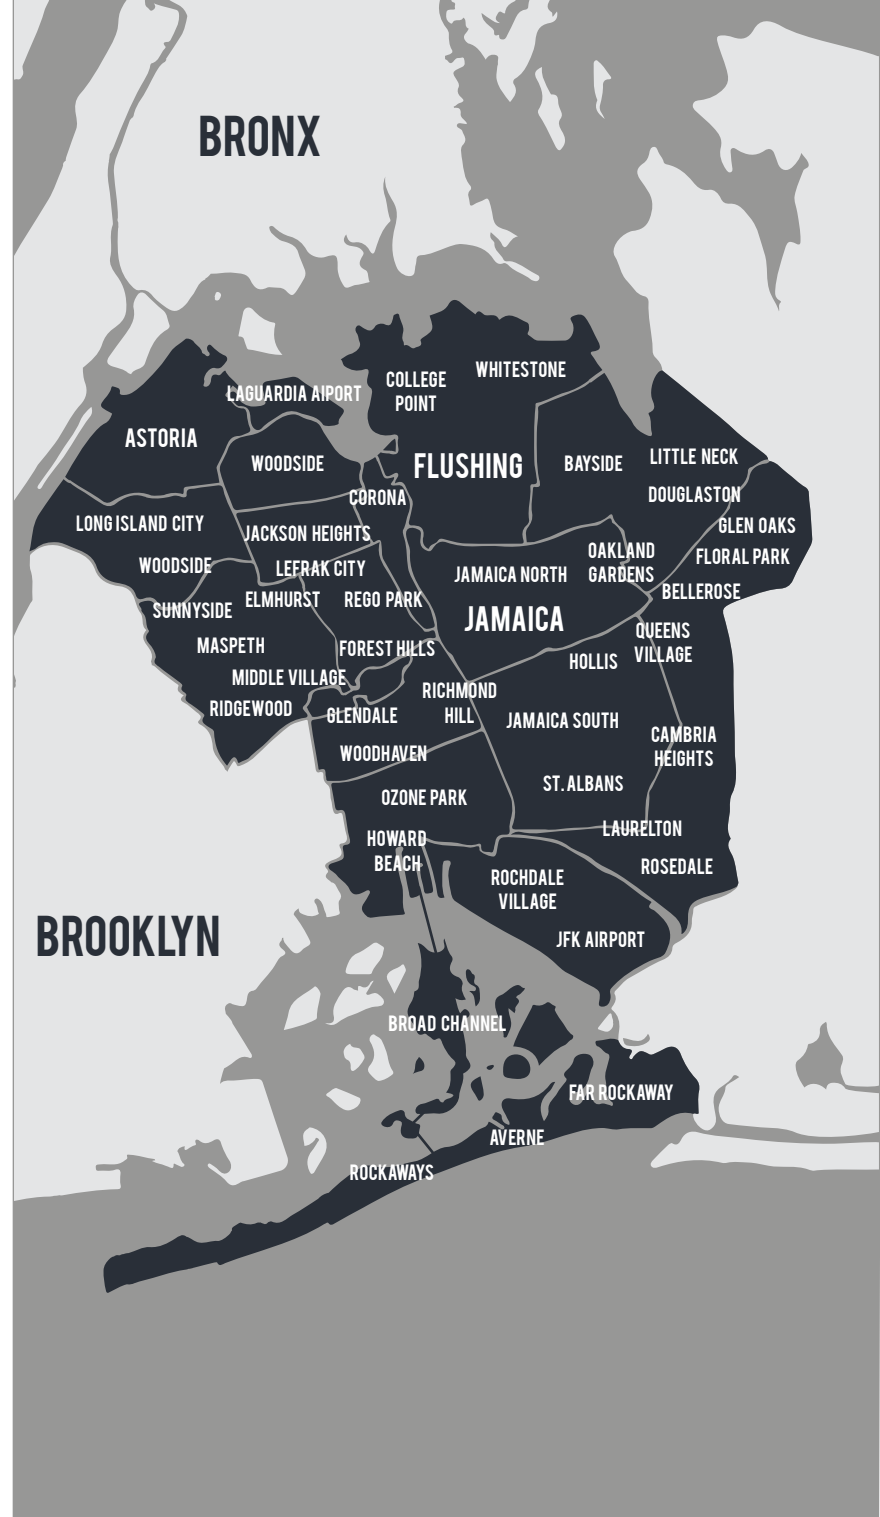 BRONX
WHITESTONE
COLLEGE
POINT
LAGUARDIA AIPORT
ASTORIA
WOODSIDE
FLUSHING
BAYSIDE
LITTLE NECK
DOUGLASTON
CORONA
LONG ISLAND CITY
JACKSON HEIGHTS
GLEN OAKS
OAKLAND
GARDENS
FLORAL PARK
WOODSIDE
LEFRAK CITY
JAMAICA NORTH
BELLEROSE
SUNNYSIDE
ELMHURST
REGO PARK
JAMAICA
QUEENS
VILLAGE
MASPETH
FOREST HILLS
HOLLIS
MIDDLE VILLAGE
RICHMOND
HILL
RIDGEWOOD
GLENDALE
JAMAICA SOUTH
CAMBRIA
HEIGHTS
WOODHAVEN
ST. ALBANS
OZONE PARK
LAURELTON
HOWARD
BEACH
ROSEDALE
ROCHDALE
VILLAGE
BROOKLYN
JFK AIRPORT
BROAD CHANNEL
FAR ROCKAWAY
AVERNE
ROCKAWAYS